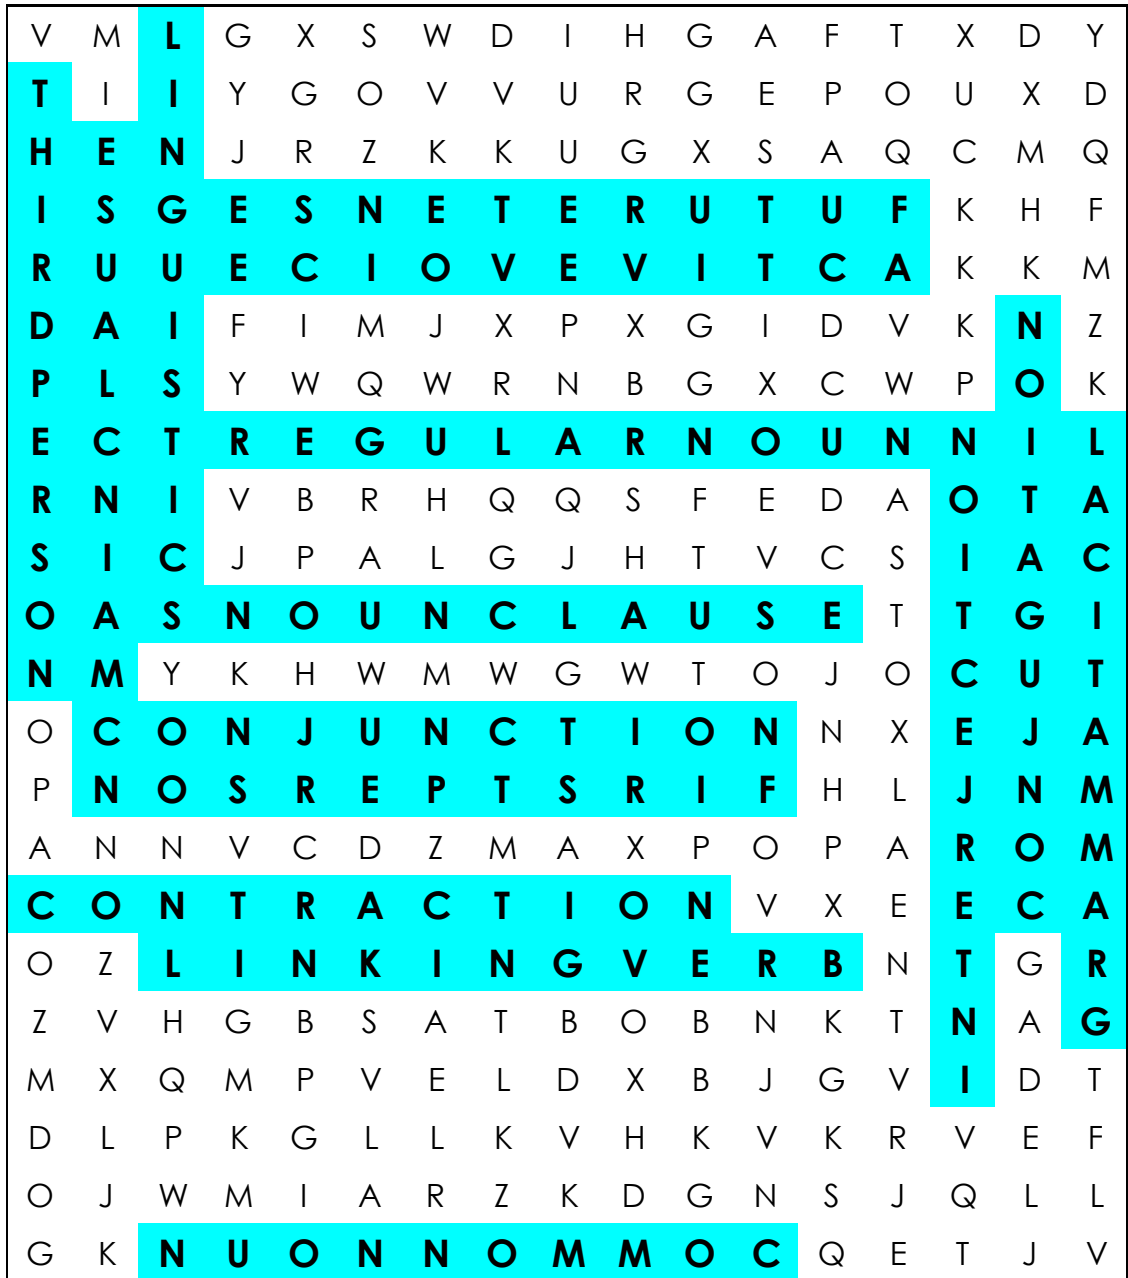 V M L G X S W D I H G A F T X D Y
T I I Y G O V V U R G E P O U X D
H E N J R Z K K U G X S A Q C M Q
I S G E S N E T E R U T U F K H F
R U U E C I O V E V I T C A K K M
D A I F I M J X P X G I D V K N Z
P L S Y W Q W R N B G X C W P O K
E C T R E G U L A R N O U N N I L
R N I V B R H Q Q S F E D A O T A
S I C J P A L G J H T V C S I A C
O A S N O U N C L A U S E T T G I
N M Y K H W M W G W T O J O C U T
O C O N J U N C T I O N N X E J A
P N O S R E P T S R I F H L J N M
A N N V C D Z M A X P O P A R O M
C O N T R A C T I O N V X E E C A
O Z L I N K I N G V E R B N T G R
Z V H G B S A T B O B N K T N A G
M X Q M P V E L D X B J G V I D T
D L P K G L L K V H K V K R V E F
O J W M I A R Z K D G N S J Q L L
G K N U O N N O M M O C Q E T J V